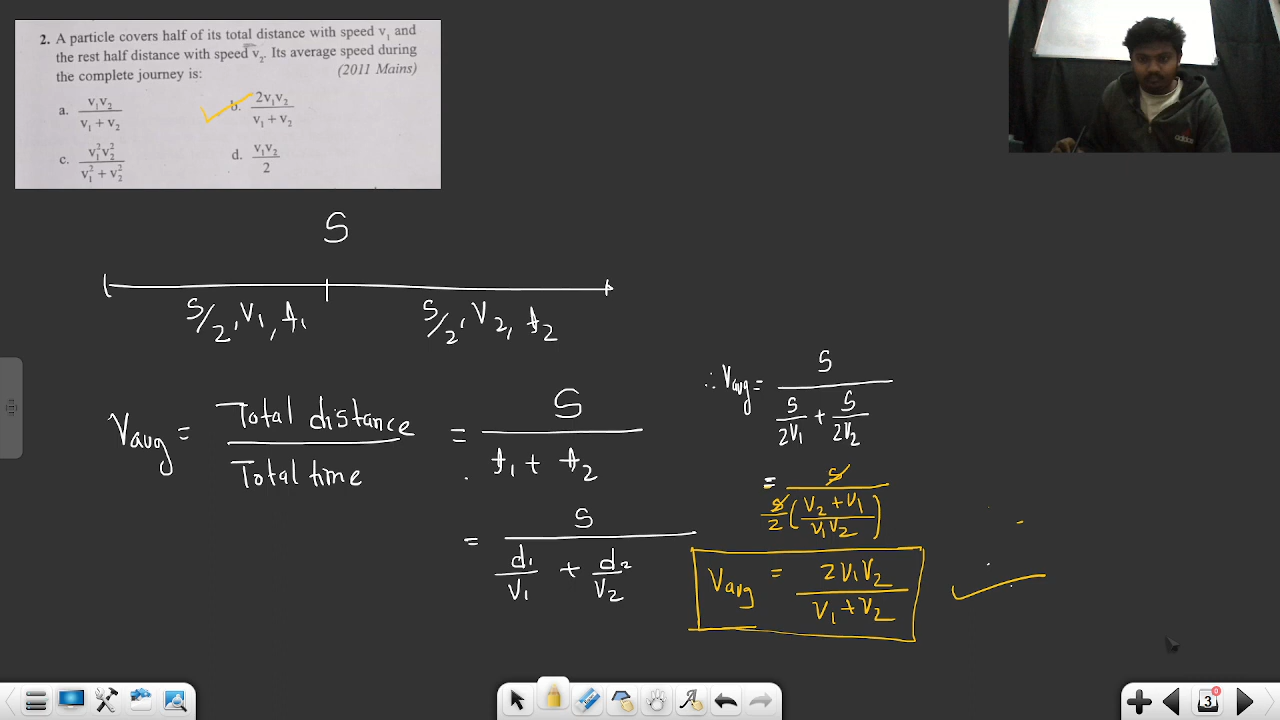 2. A particle covers half of its total distance with speed v₁ and
the rest half distance with speed v₂. Its average speed during
the complete journey is: (2011 Mains)
a. v₁v₂ / v₁ + v₂
b. 2v₁v₂ / v₁ + v₂
c. v₁²v₂² / v₁² + v₂²
d. v₁v₂ / 2
adidas
S
S/2, V₁, t₁
S/2, V₂, t₂
Vavg = Total distance / Total time = S / t₁ + t₂
= S / d₁/V₁ + d₂/V₂
∴ Vavg = S / S/2V₁ + S/2V₂
= S / S/2 (V₂ + V₁ / V₁V₂)
Vavg = 2V₁V₂ / V₁ + V₂
3
0